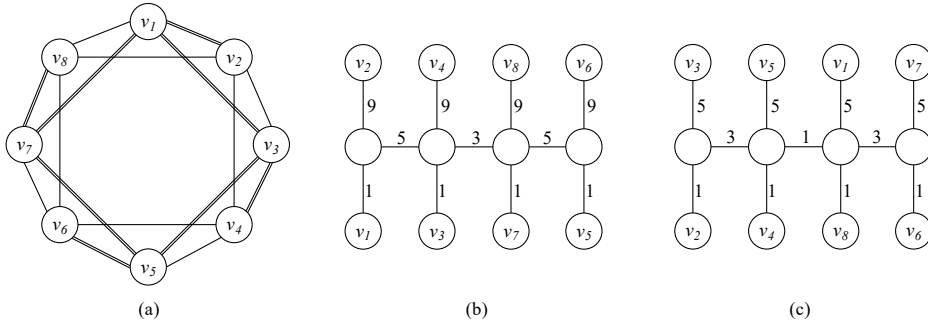 v1
v8 v2
v7 v3
v6 v4
v5
(a)
v2 v4 v8 v6
9 9 9 9
5 3 5
1 1 1 1
v1 v3 v7 v5
(b)
v3 v5 v1 v7
5 5 5 5
3 1 3
1 1 1 1
v2 v4 v8 v6
(c)